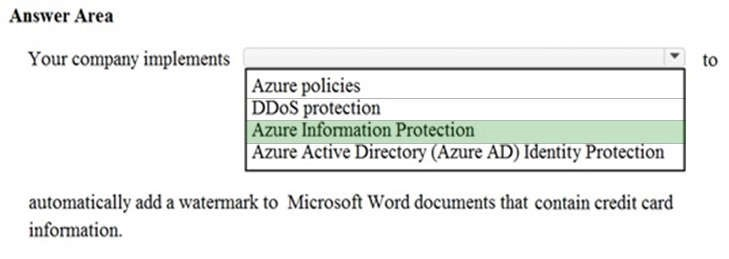 Answer Area
Your company implements to
Azure policies
DDoS protection
Azure Information Protection
Azure Active Directory (Azure AD) Identity Protection
automatically add a watermark to Microsoft Word documents that contain credit card
information.